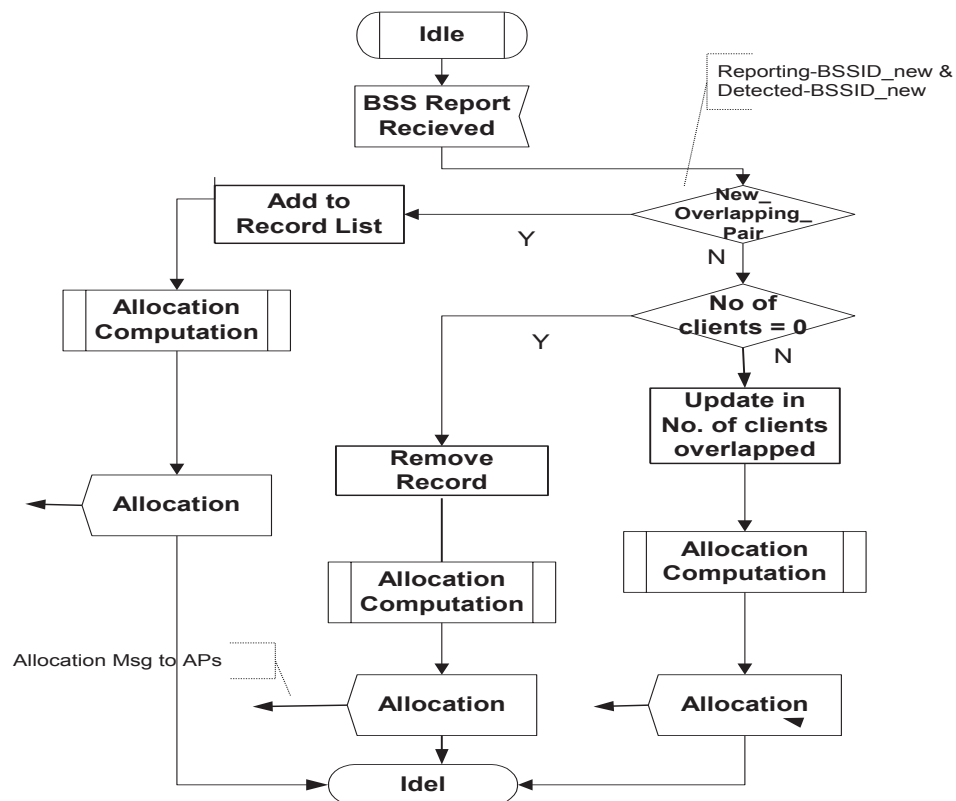 Idle
Reporting-BSSID_new &
Detected-BSSID_new
BSS Report
Recieved
New_
Overlapping_
Pair
Add to
Record List
Y
N
Allocation
Computation
No of
clients = 0
Y
N
Update in
No. of clients
overlapped
Remove
Record
Allocation
Allocation
Computation
Allocation
Computation
Allocation Msg to APs
Allocation
Allocation
Idel